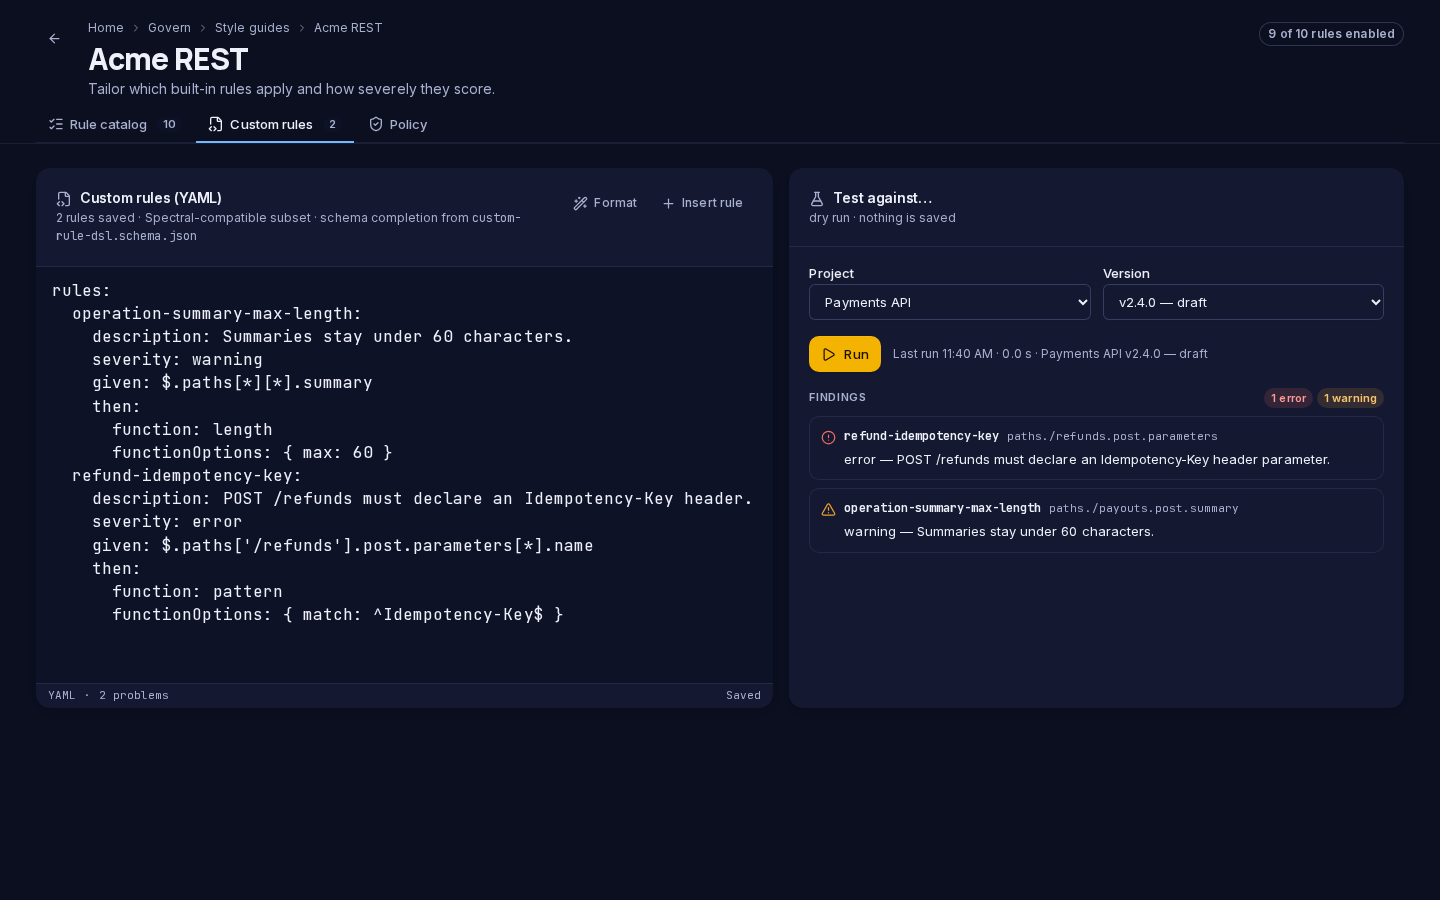 Home > Govern > Style guides > Acme REST
9 of 10 rules enabled
Acme REST
Tailor which built-in rules apply and how severely they score.
Rule catalog 10
Custom rules 2
Policy
Custom rules (YAML)
2 rules saved · Spectral-compatible subset · schema completion from custom-
rule-dsl.schema.json
Format
Insert rule
rules:
  operation-summary-max-length:
    description: Summaries stay under 60 characters.
    severity: warning
    given: $.paths[*][*].summary
    then:
      function: length
      functionOptions: { max: 60 }
  refund-idempotency-key:
    description: POST /refunds must declare an Idempotency-Key header.
    severity: error
    given: $.paths['/refunds'].post.parameters[*].name
    then:
      function: pattern
      functionOptions: { match: ^Idempotency-Key$ }
YAML · 2 problems
Saved
Test against…
dry run · nothing is saved
Project
Version
Payments API
v2.4.0 — draft
Run
Last run 11:40 AM · 0.0 s · Payments API v2.4.0 — draft
FINDINGS
1 error
1 warning
refund-idempotency-key paths./refunds.post.parameters
error — POST /refunds must declare an Idempotency-Key header parameter.
operation-summary-max-length paths./payouts.post.summary
warning — Summaries stay under 60 characters.